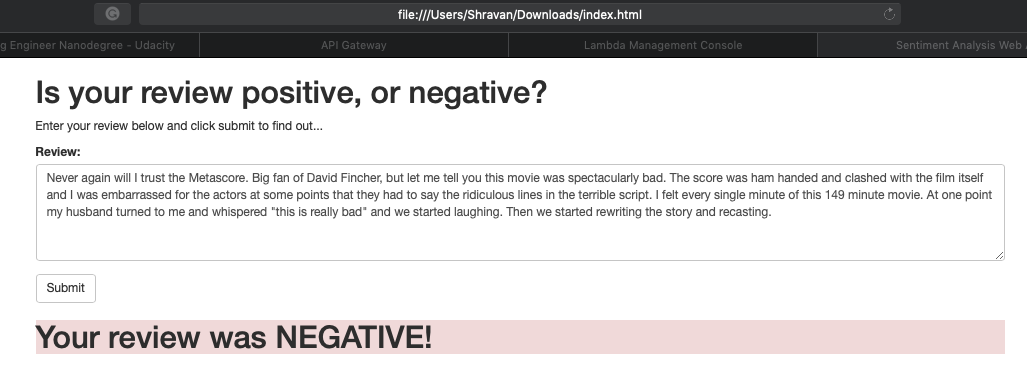 file:///Users/Shravan/Downloads/index.html
g Engineer Nanodegree - Udacity
API Gateway
Lambda Management Console
Sentiment Analysis Web
Is your review positive, or negative?
Enter your review below and click submit to find out...
Review:
Never again will I trust the Metascore. Big fan of David Fincher, but let me tell you this movie was spectacularly bad. The score was ham handed and clashed with the film itself
and I was embarrassed for the actors at some points that they had to say the ridiculous lines in the terrible script. I felt every single minute of this 149 minute movie. At one point
my husband turned to me and whispered "this is really bad" and we started laughing. Then we started rewriting the story and recasting.
Submit
Your review was NEGATIVE!